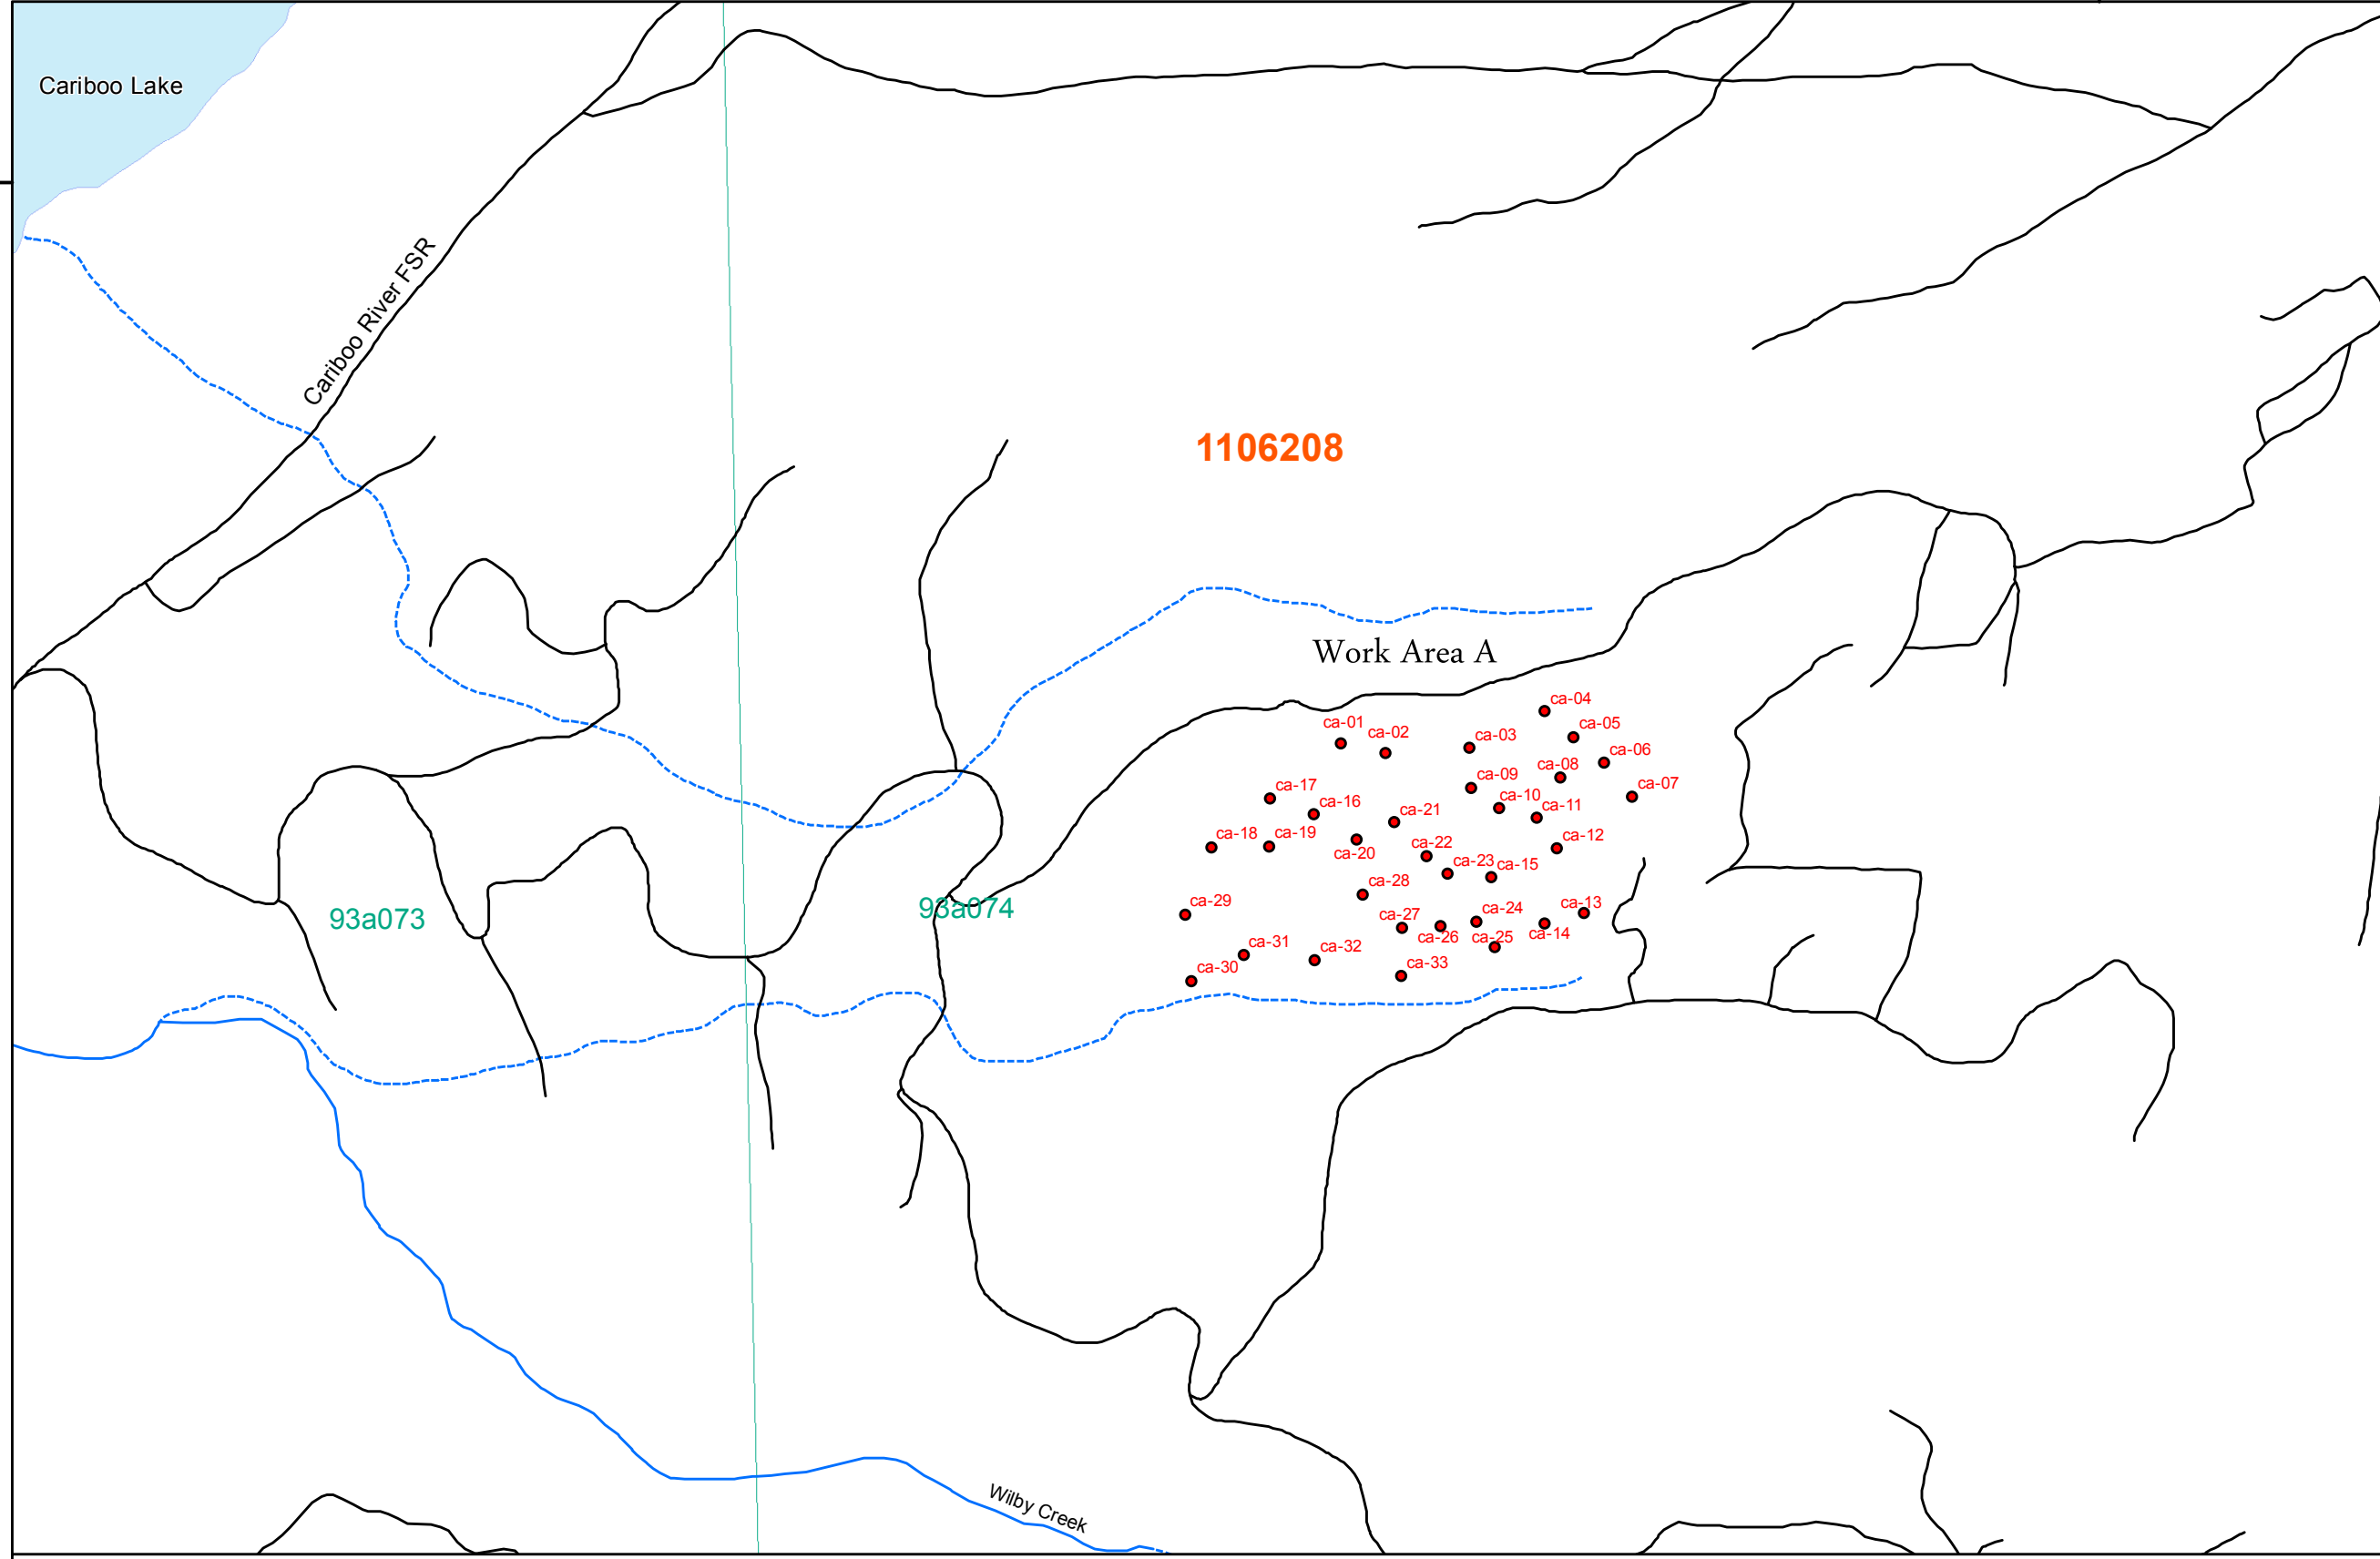 Cariboo Lake
Cariboo River FSR
1106208
Work Area A
ca-04
ca-01
ca-05
ca-02
ca-03
ca-06
ca-08
ca-09
ca-17
ca-07
ca-16
ca-10
ca-11
ca-21
ca-18
ca-19
ca-12
ca-22
ca-20
ca-23
ca-15
ca-28
ca-29
ca-13
93a073
93a074
ca-27
ca-24
ca-14
ca-26
ca-25
ca-31
ca-32
ca-33
ca-30
Wilby Creek